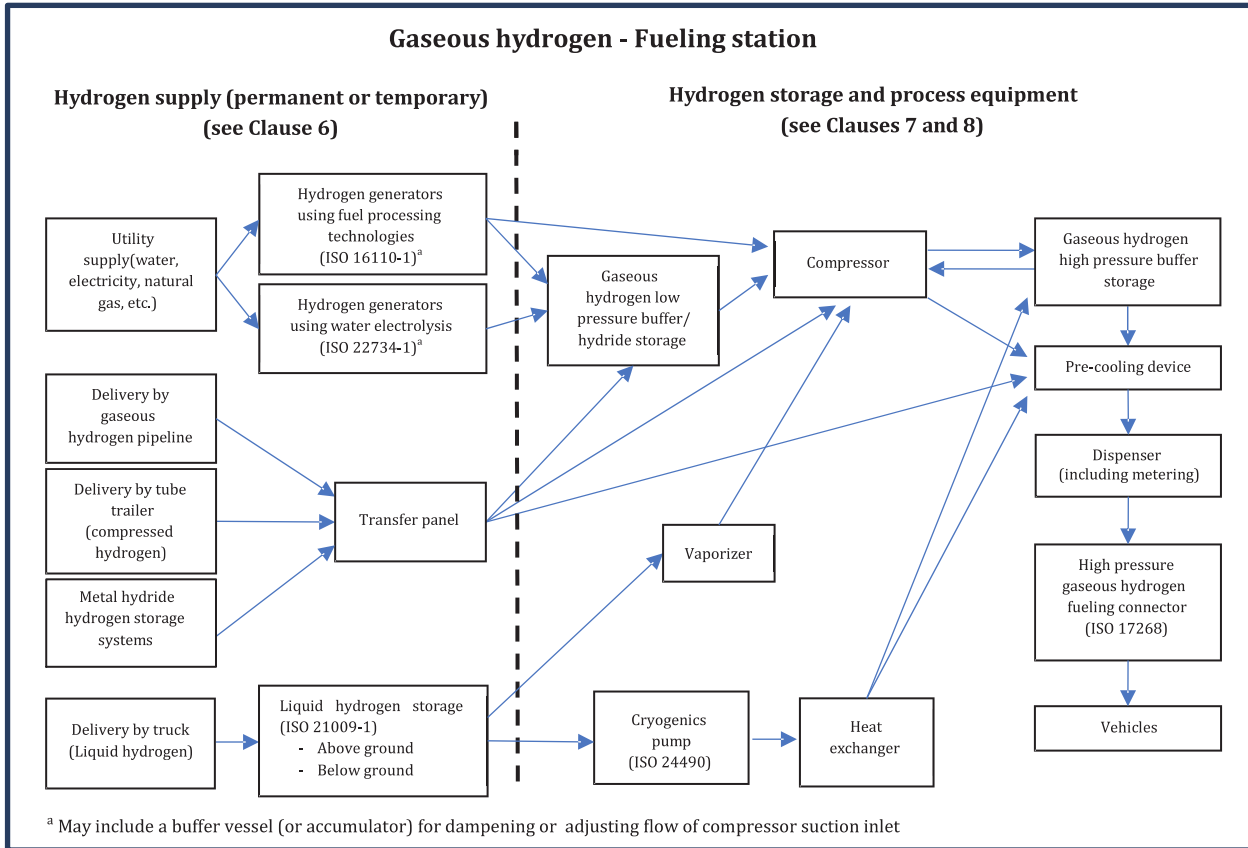 Gaseous hydrogen - Fueling station
Hydrogen supply (permanent or temporary)
(see Clause 6)
Hydrogen storage and process equipment
(see Clauses 7 and 8)
Utility
supply(water,
electricity, natural
gas, etc.)
Hydrogen generators
using fuel processing
technologies
(ISO 16110-1)a
Hydrogen generators
using water electrolysis
(ISO 22734-1)a
Gaseous
hydrogen low
pressure buffer/
hydride storage
Compressor
Gaseous hydrogen
high pressure buffer
storage
Pre-cooling device
Delivery by
gaseous
hydrogen pipeline
Delivery by tube
trailer
(compressed
hydrogen)
Metal hydride
hydrogen storage
systems
Transfer panel
Vaporizer
Dispenser
(including metering)
High pressure
gaseous hydrogen
fueling connector
(ISO 17268)
Delivery by truck
(Liquid hydrogen)
Liquid hydrogen storage
(ISO 21009-1)
- Above ground
- Below ground
Cryogenics
pump
(ISO 24490)
Heat
exchanger
Vehicles
a May include a buffer vessel (or accumulator) for dampening or adjusting flow of compressor suction inlet